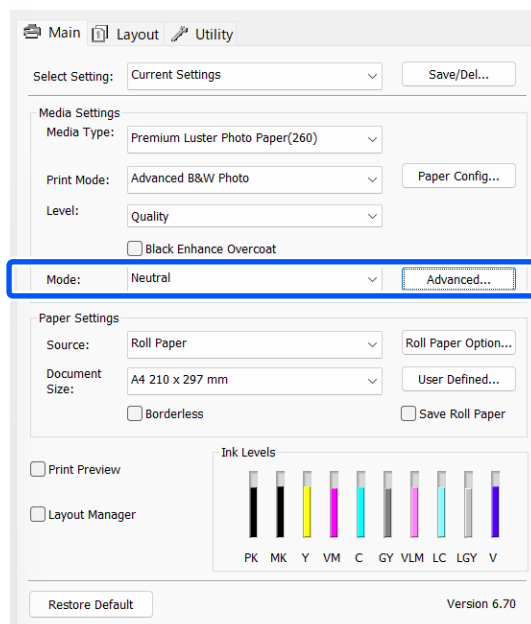 Main Layout Utility
Select Setting: Current Settings Save/Del...
Media Settings
Media Type: Premium Luster Photo Paper(260)
Print Mode: Advanced B&W Photo Paper Config...
Level: Quality
Black Enhance Overcoat
Mode: Neutral Advanced...
Paper Settings
Source: Roll Paper Roll Paper Option...
Document
Size: A4 210 x 297 mm User Defined...
Borderless Save Roll Paper
Ink Levels
Print Preview
Layout Manager
PK MK Y VM C GY VLM LC LGY V
Restore Default Version 6.70